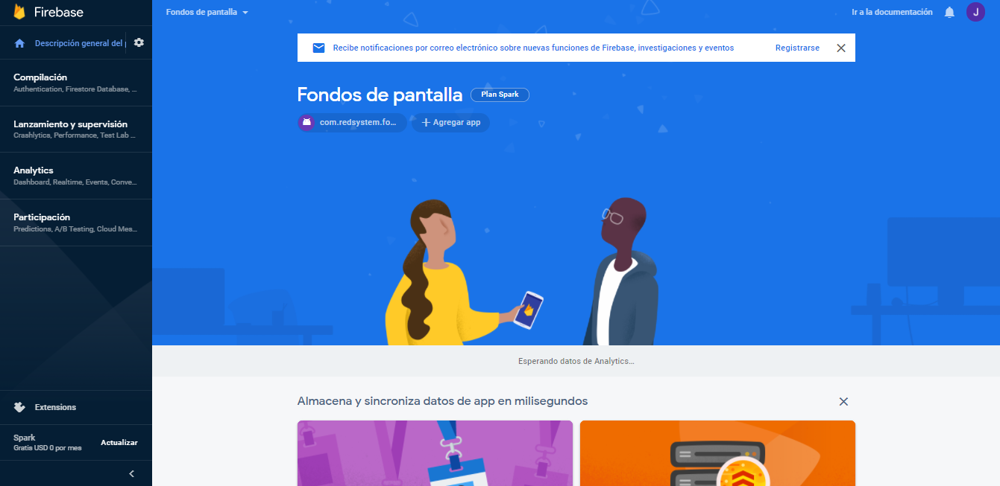 Firebase
Descripción general del
Compilación
Authentication, Firestore Database, ...
Lanzamiento y supervisión
Crashlytics, Performance, Test Lab ...
Analytics
Dashboard, Realtime, Events, Conve...
Participación
Predictions, A/B Testing, Cloud Mes...
Extensions
Spark
Gratis USD 0 por mes
Actualizar
Fondos de pantalla
Ir a la documentación
J
Recibe notificaciones por correo electrónico sobre nuevas funciones de Firebase, investigaciones y eventos
Registrarse
Fondos de pantalla
Plan Spark
com.redsystem.fo...
Agregar app
Esperando datos de Analytics...
Almacena y sincroniza datos de app en milisegundos